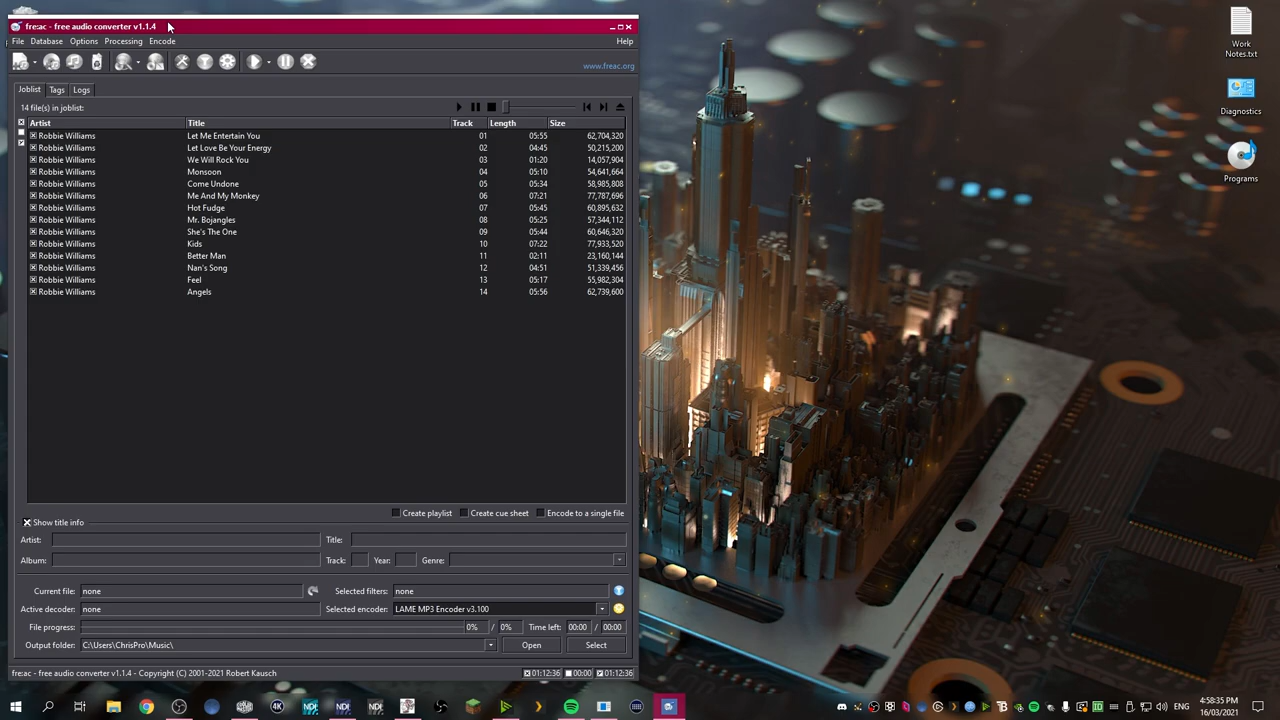 fre:ac - free audio converter v1.1.4
File Database Options Processing Encode Help
www.freac.org
Joblist Tags Logs
14 file(s) in joblist:
Artist Title Track Length Size
Robbie Williams Let Me Entertain You 01 05:55 62,704,320
Robbie Williams Let Love Be Your Energy 02 04:45 50,215,200
Robbie Williams We Will Rock You 03 01:20 14,057,904
Robbie Williams Monsoon 04 05:10 54,641,664
Robbie Williams Come Undone 05 05:34 58,985,808
Robbie Williams Me And My Monkey 06 07:21 77,787,696
Robbie Williams Hot Fudge 07 05:45 60,895,632
Robbie Williams Mr. Bojangles 08 05:25 57,344,112
Robbie Williams She's The One 09 05:44 60,646,320
Robbie Williams Kids 10 07:22 77,933,520
Robbie Williams Better Man 11 02:11 23,160,144
Robbie Williams Nan's Song 12 04:51 51,339,456
Robbie Williams Feel 13 05:17 55,982,304
Robbie Williams Angels 14 05:56 62,739,600
Create playlist Create cue sheet Encode to a single file
Show title info
Artist: Title:
Album: Track: Year: Genre:
Current file: none Selected filters: none
Active decoder: none Selected encoder: LAME MP3 Encoder v3.100
File progress: 0% / 0% Time left: 00:00 / 00:00
Output folder: C:\Users\ChrisPro\Music\ Open Select
fre:ac - free audio converter v1.1.4 - Copyright (C) 2001-2021 Robert Kausch 01:12:36 00:00 01:12:36
Work
Notes.txt
Diagnostics
Programs
4K NDI NDI NDI
ENG
4:58:35 PM
16/03/2021